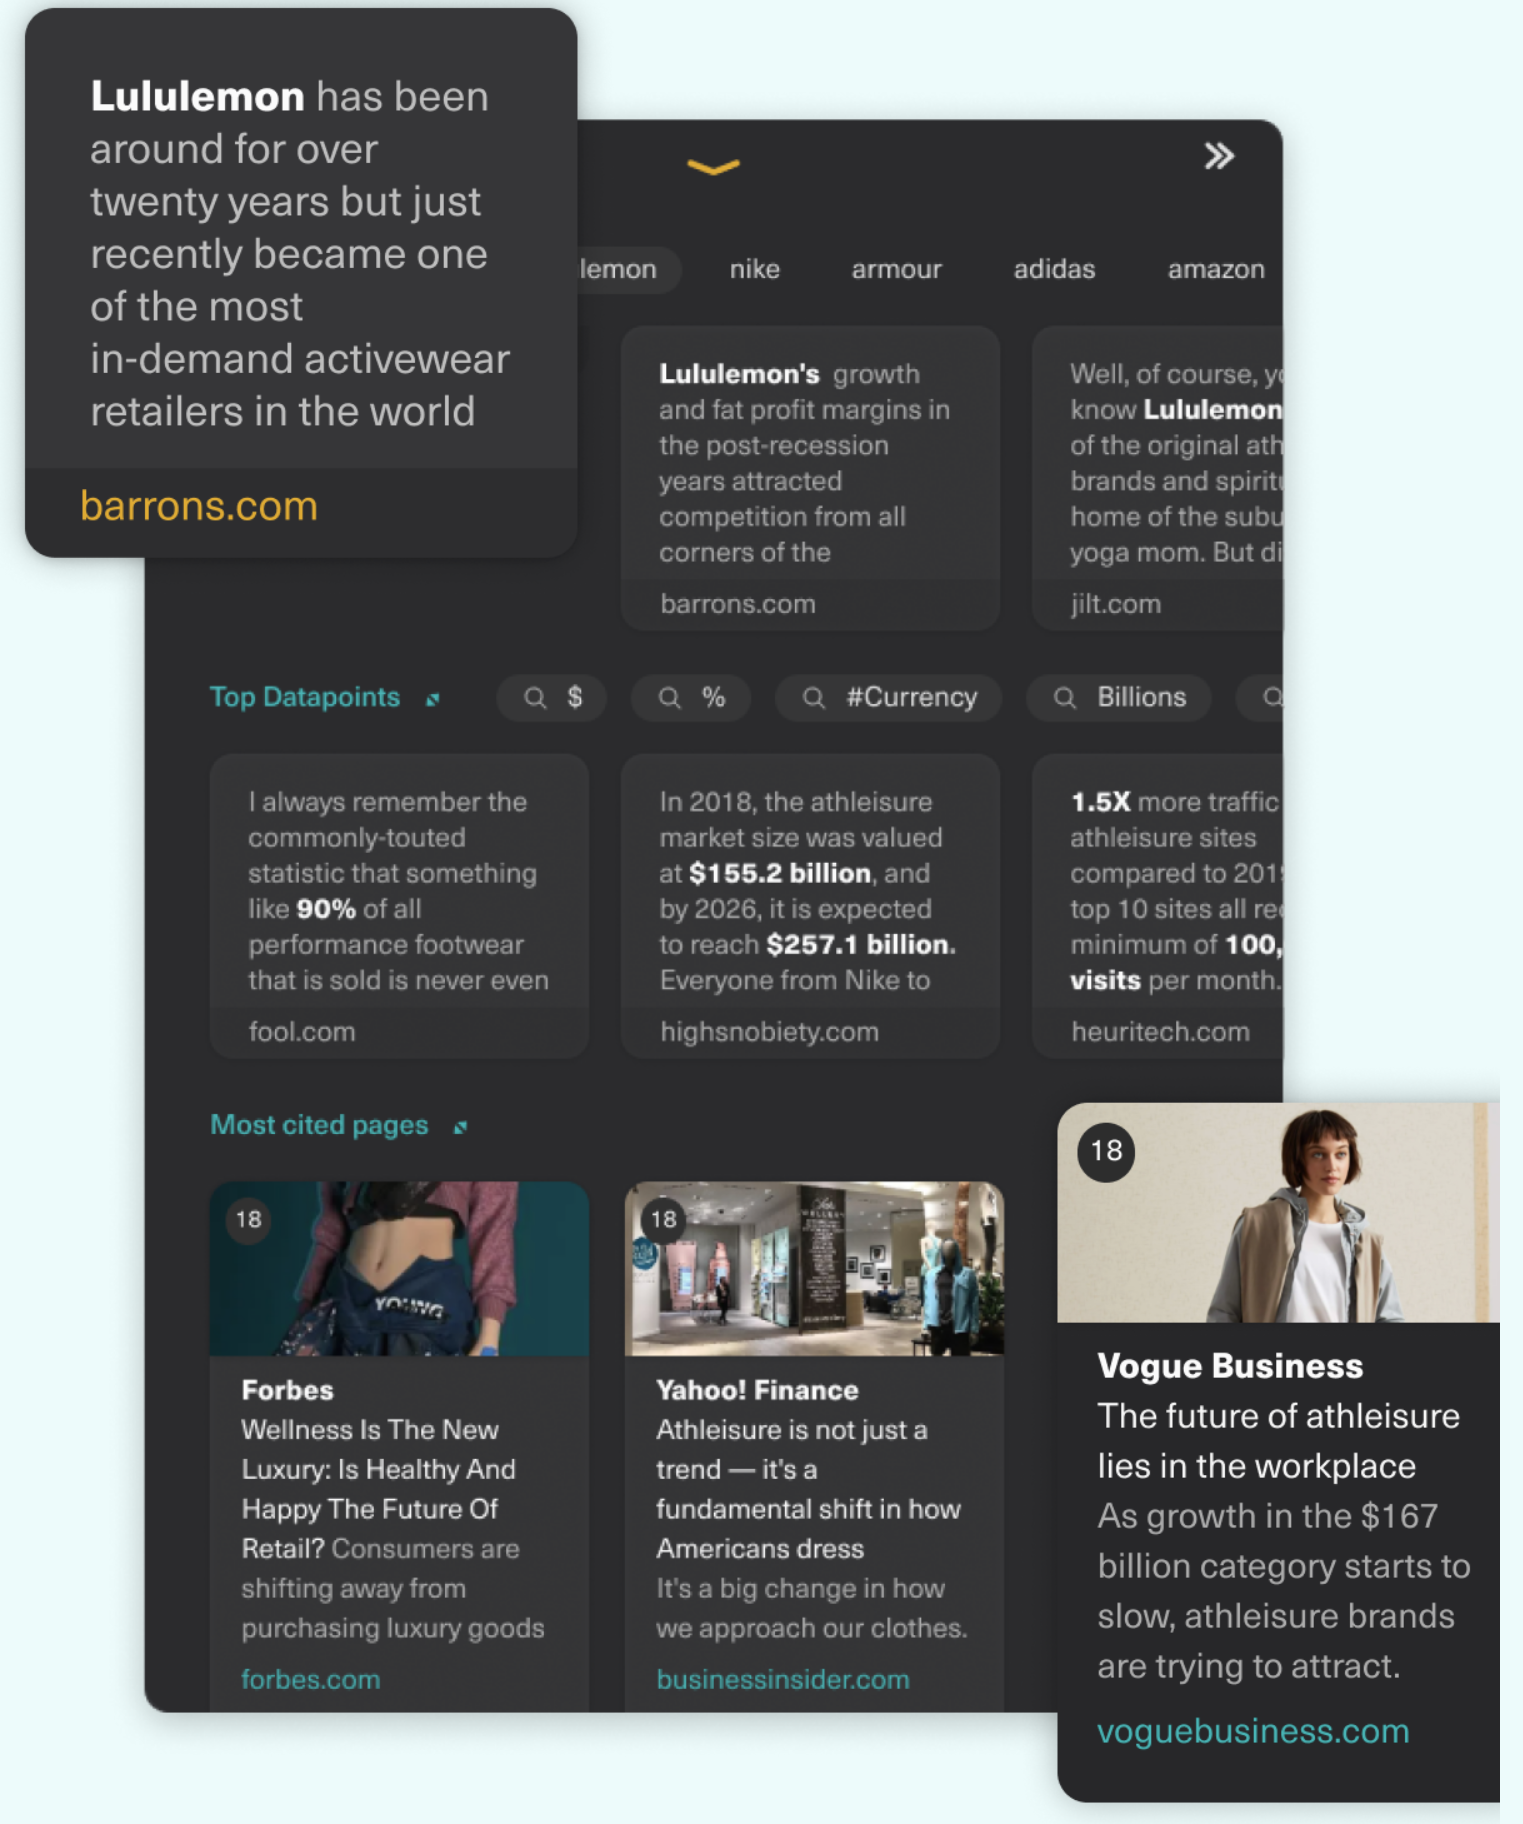 Lululemon has been
around for over
twenty years but just
recently became one
of the most
in-demand activewear
retailers in the world
barrons.com
lemon
nike
armour
adidas
amazon
Lululemon's growth
and fat profit margins in
the post-recession
years attracted
competition from all
corners of the
barrons.com
Well, of course, yo
know Lululemon
of the original ath
brands and spiritu
home of the subu
yoga mom. But di
jilt.com
Top Datapoints
$
%
#Currency
Billions
I always remember the
commonly-touted
statistic that something
like 90% of all
performance footwear
that is sold is never even
fool.com
In 2018, the athleisure
market size was valued
at $155.2 billion, and
by 2026, it is expected
to reach $257.1 billion.
Everyone from Nike to
highsnobiety.com
1.5X more traffic
athleisure sites
compared to 201
top 10 sites all re
minimum of 100,
visits per month.
heuritech.com
Most cited pages
18
YOUNG
Forbes
Wellness Is The New
Luxury: Is Healthy And
Happy The Future Of
Retail? Consumers are
shifting away from
purchasing luxury goods
forbes.com
18
Yahoo! Finance
Athleisure is not just a
trend — it's a
fundamental shift in how
Americans dress
It's a big change in how
we approach our clothes.
businessinsider.com
18
Vogue Business
The future of athleisure
lies in the workplace
As growth in the $167
billion category starts to
slow, athleisure brands
are trying to attract.
voguebusiness.com